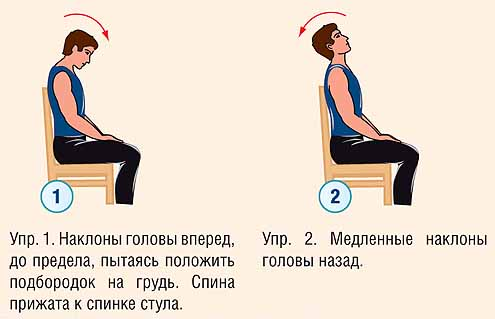 1
Упр. 1. Наклоны головы вперед,
до предела, пытаясь положить
подбородок на грудь. Спина
прижата к спинке стула.
2
Упр. 2. Медленные наклоны
головы назад.